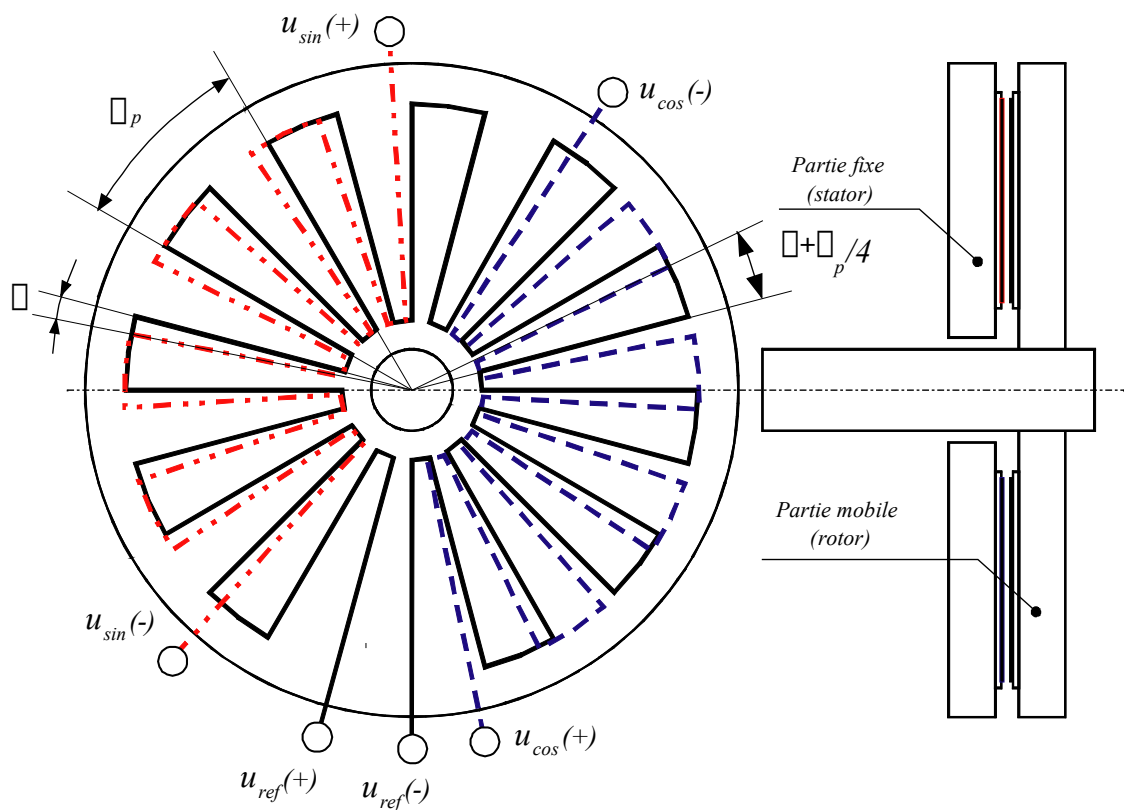 u_sin(+)
u_cos(-)
□_p
Partie fixe
(stator)
□+□_p/4
□
Partie mobile
(rotor)
u_sin(-)
u_cos(+)
u_ref(+)
u_ref(-)